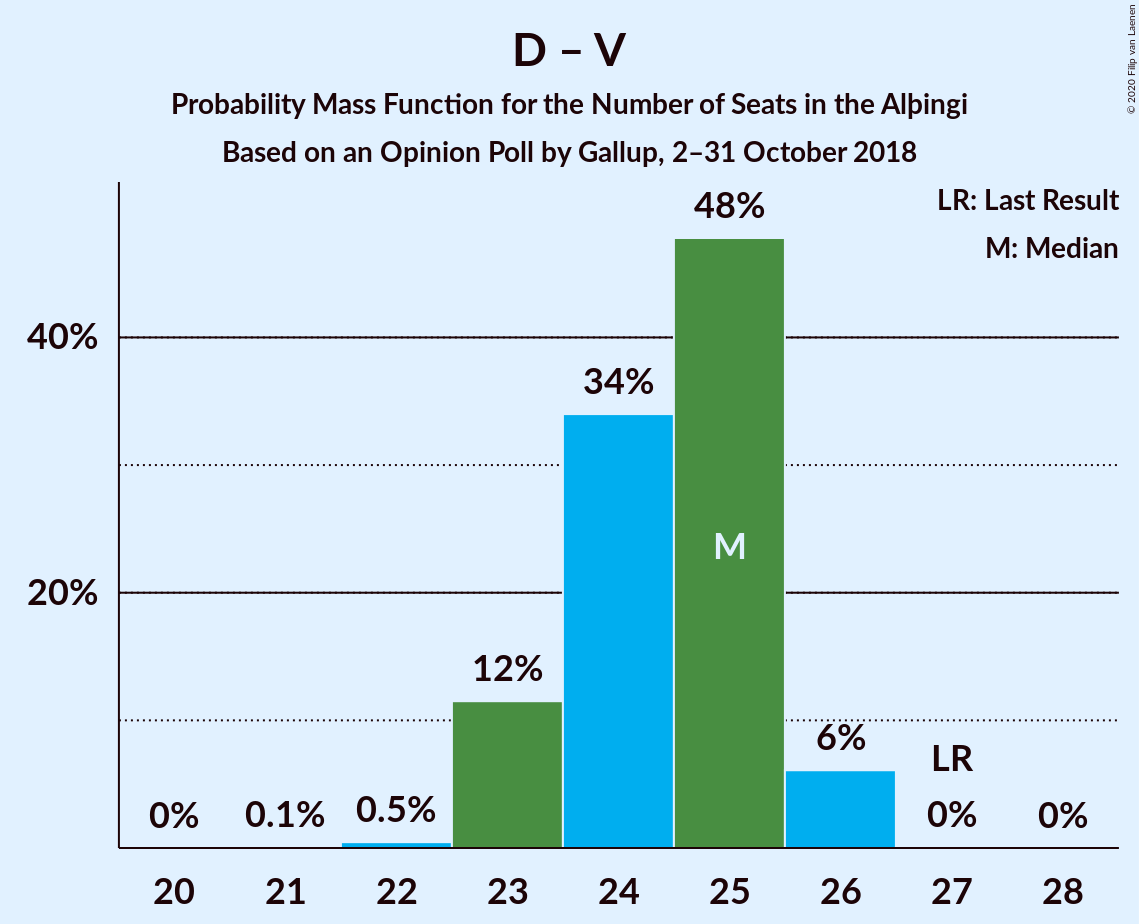 D – V
Probability Mass Function for the Number of Seats in the Alþingi
Based on an Opinion Poll by Gallup, 2–31 October 2018
© 2020 Filip van Laenen
LR: Last Result
M: Median
40%
20%
0%
0.1%
0.5%
12%
34%
48%
M
6%
LR
0%
0%
20 21 22 23 24 25 26 27 28